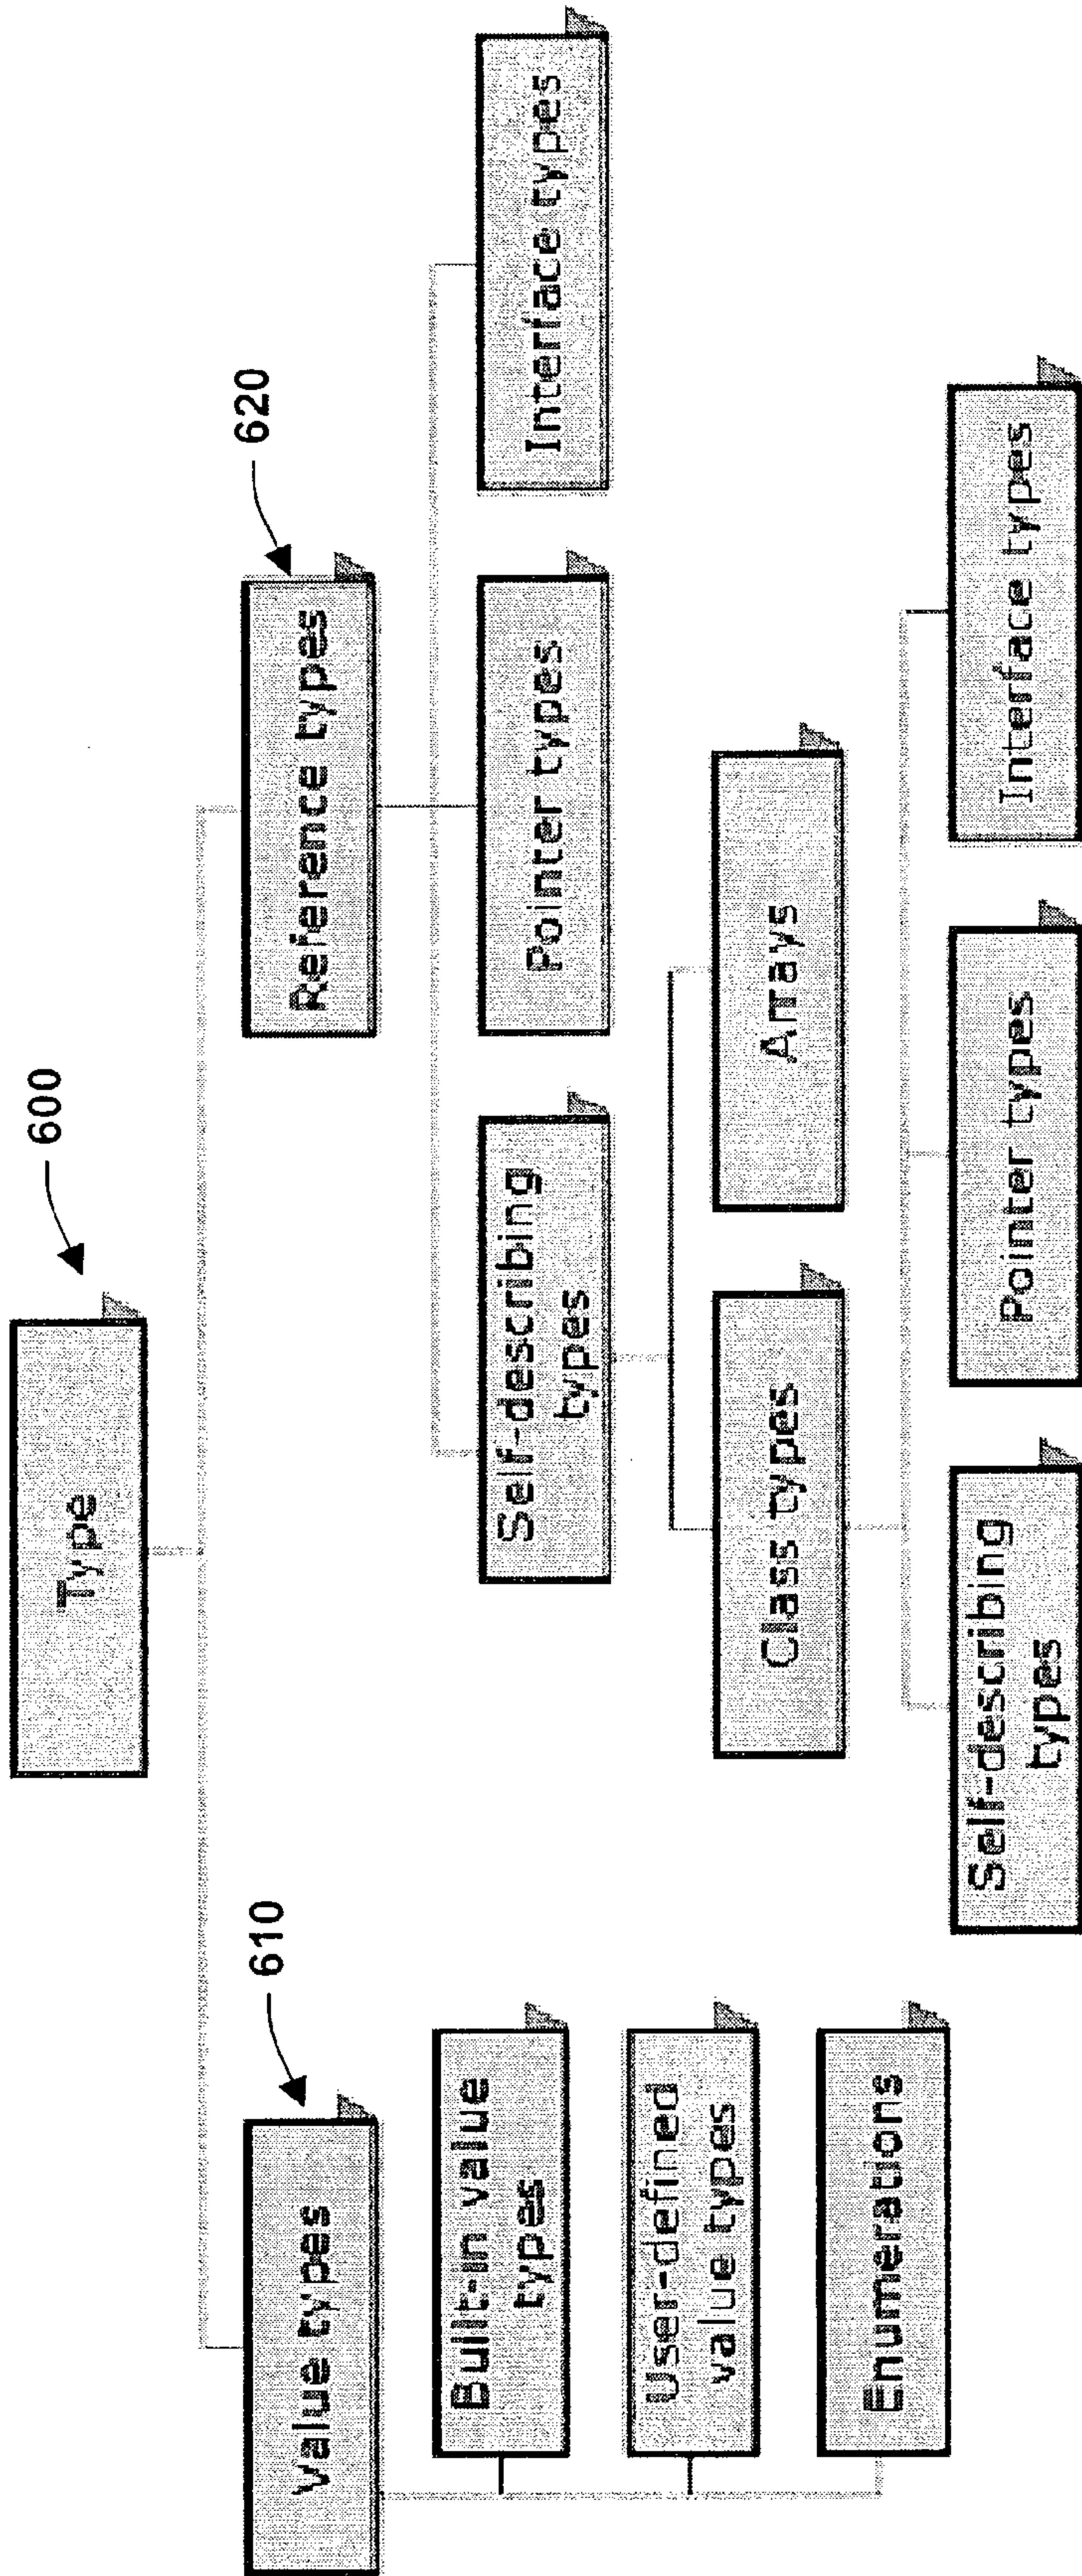 600
Type
610
Value types
620
Reference types
Built-in value
types
User-defined
value types
Enumerations
Self-describing
types
Pointer types
Interface types
Class types
Arrays
Self-describing
types
Pointer types
Interface types